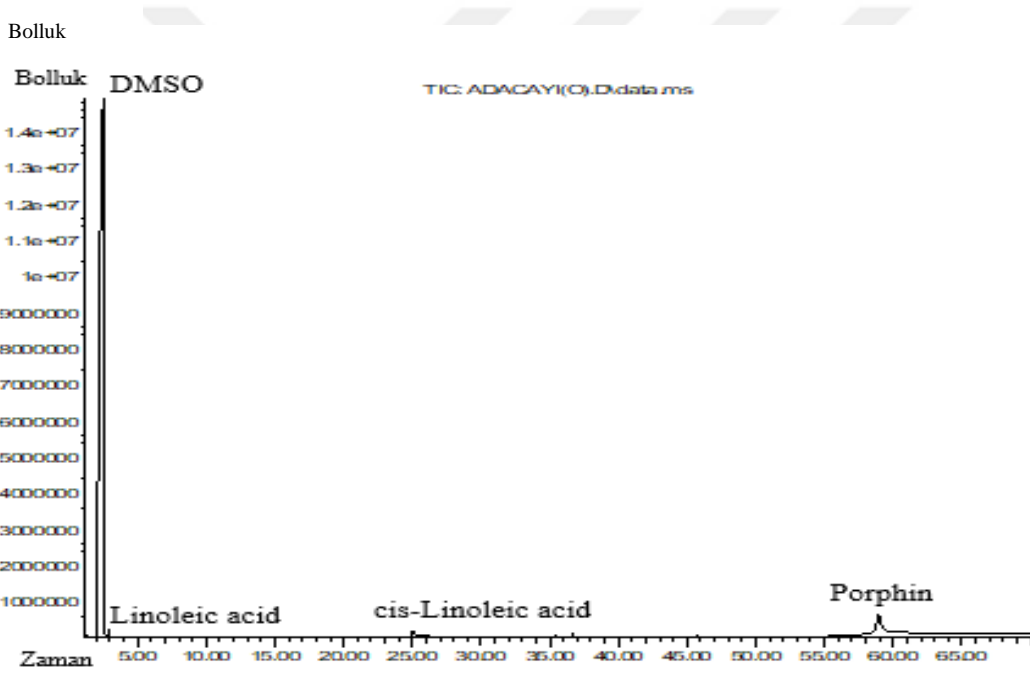 Bolluk
Bolluk
DMSO
TIC: ADACAYI(O).D\data.ms
1.4e+07
1.3e+07
1.2e+07
1.1e+07
1e+07
9000000
8000000
7000000
6000000
5000000
4000000
3000000
2000000
1000000
Linoleic acid
cis-Linoleic acid
Porphin
Zaman
5.00 10.00 15.00 20.00 25.00 30.00 35.00 40.00 45.00 50.00 55.00 60.00 65.00